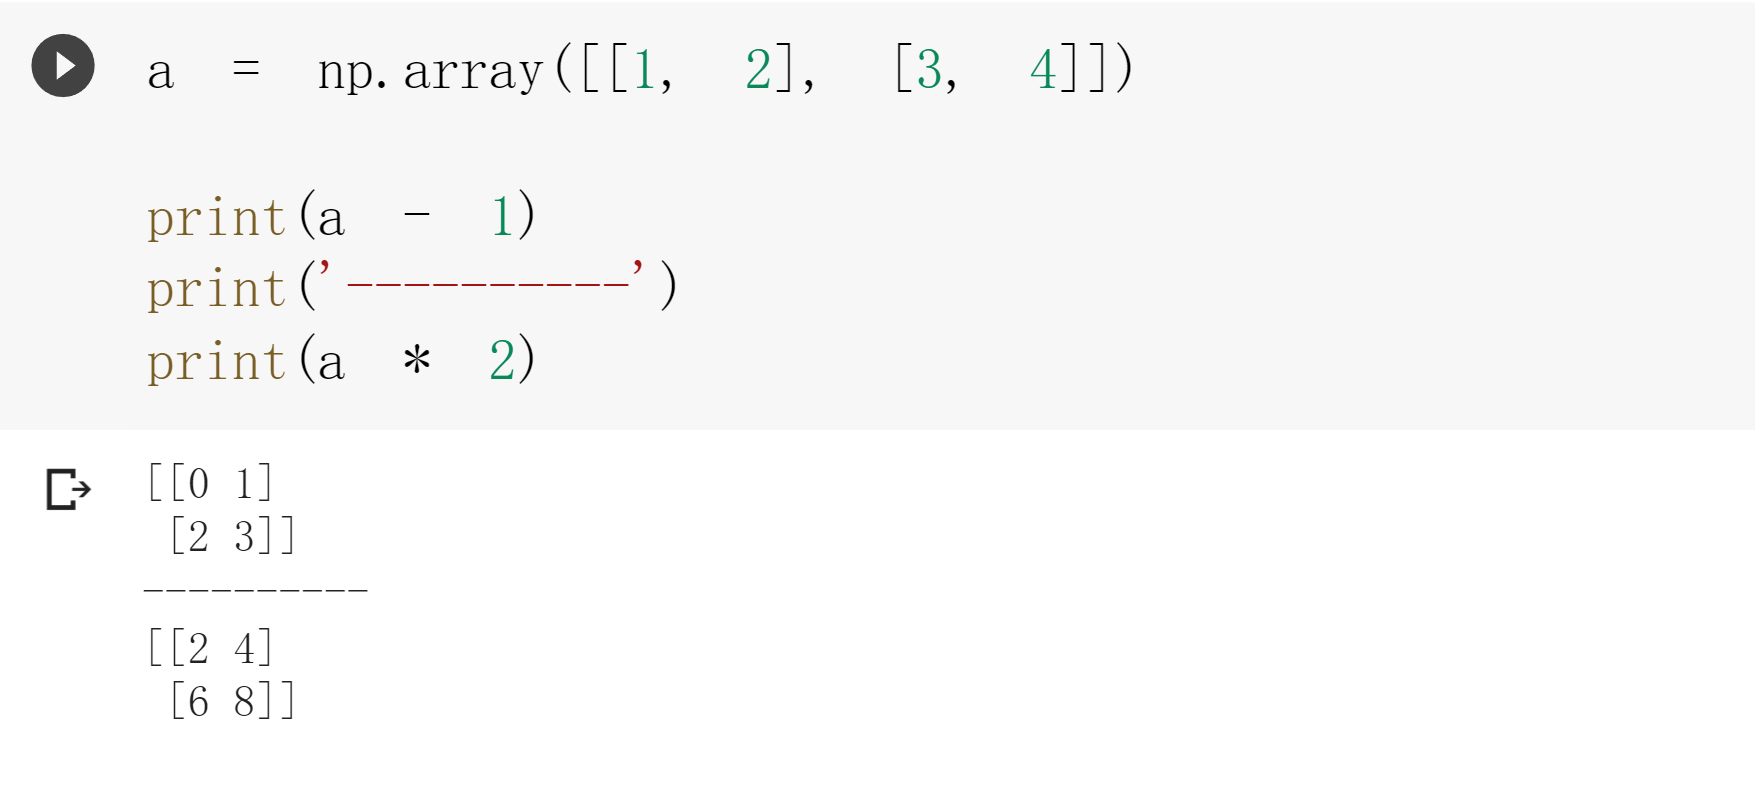 a = np.array([[1, 2], [3, 4]])
print(a - 1)
print('----------')
print(a * 2)
[[0 1]
 [2 3]]
----------
[[2 4]
 [6 8]]